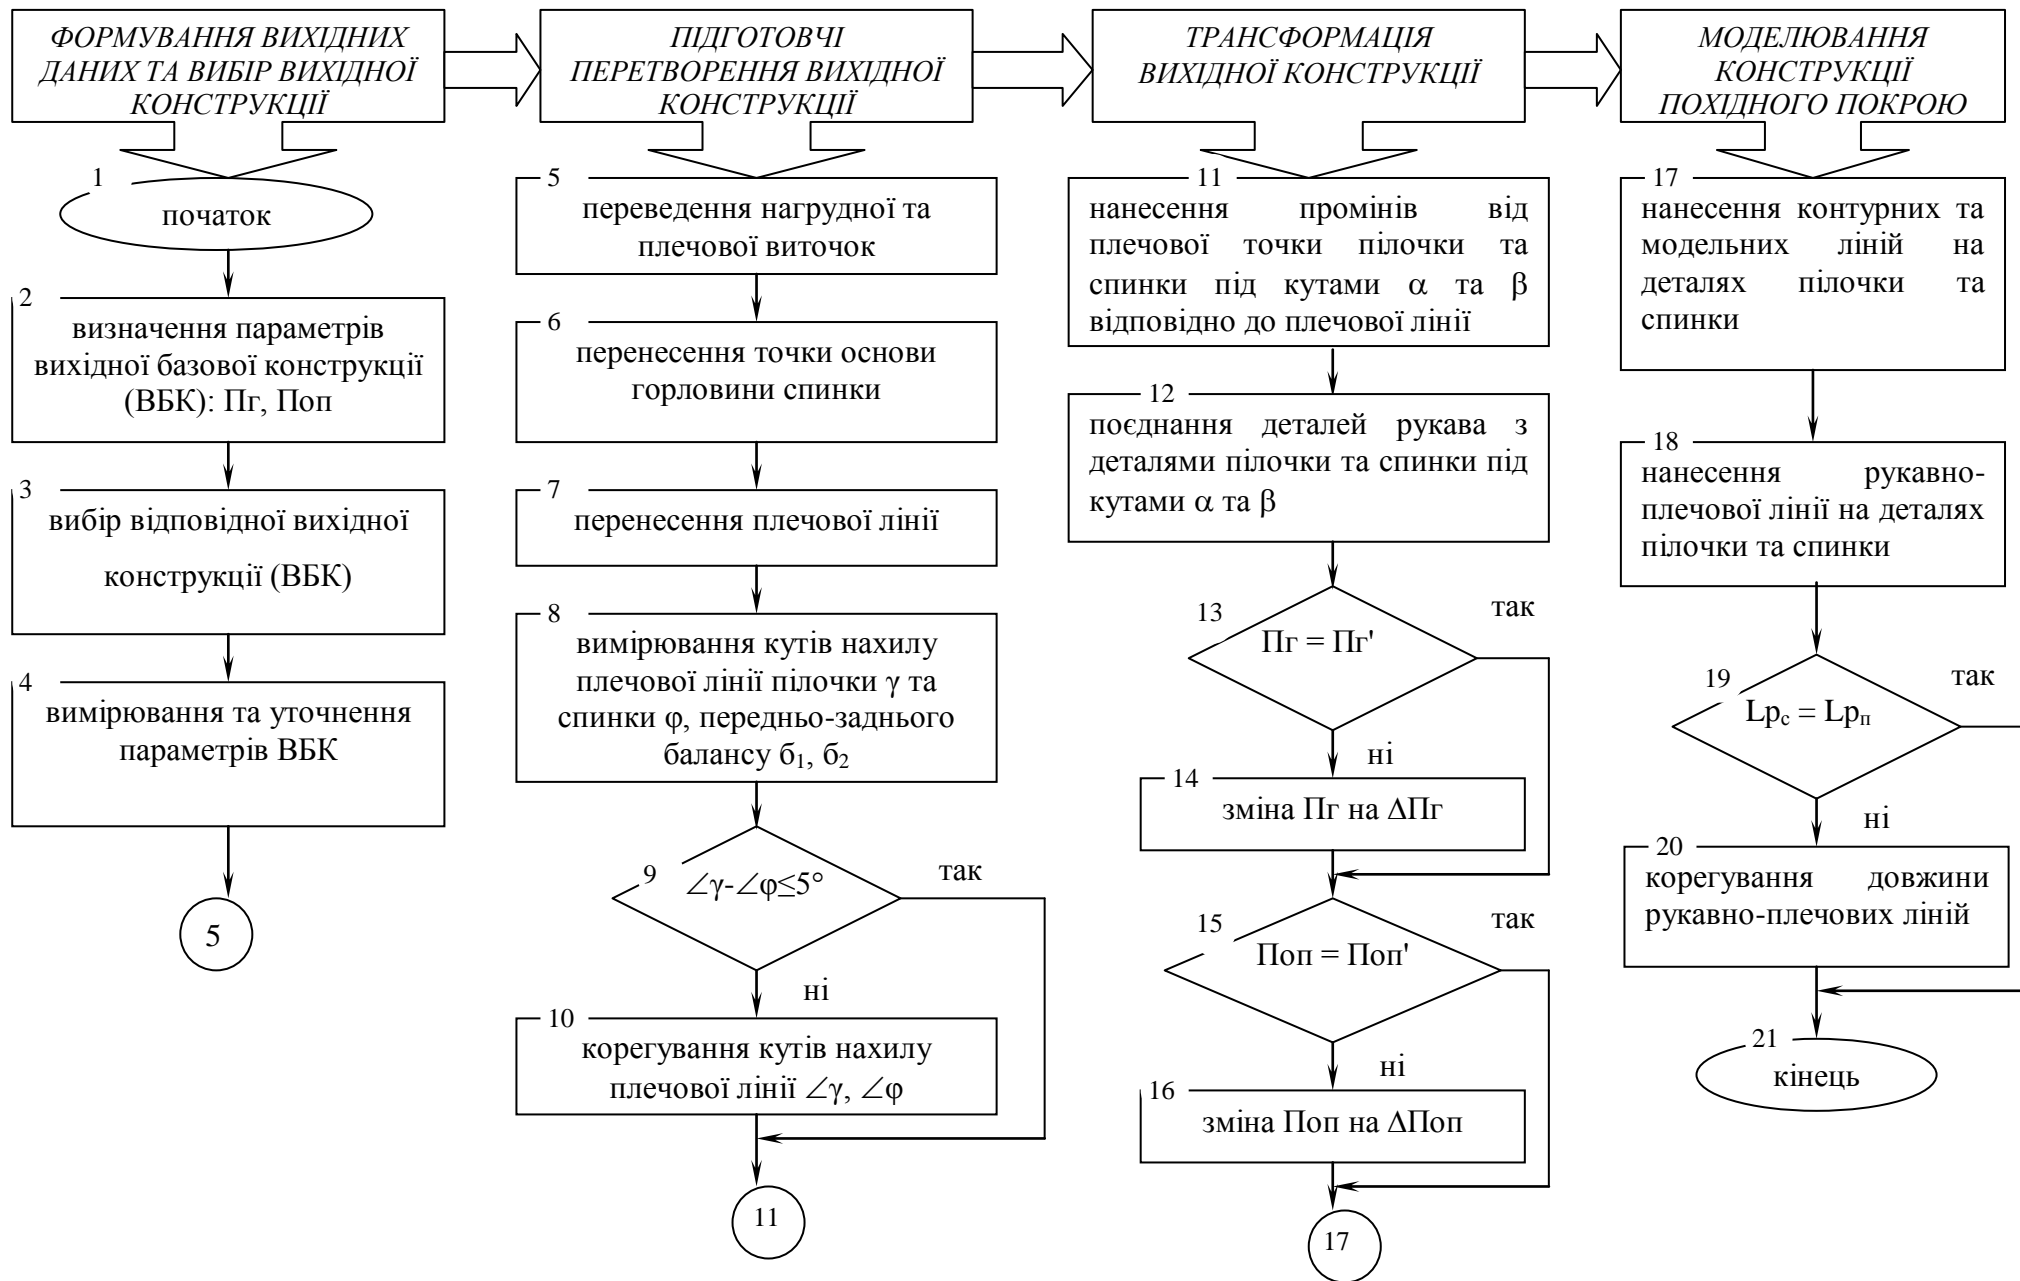 ФОРМУВАННЯ ВИХІДНИХ
ДАНИХ ТА ВИБІР ВИХІДНОЇ
КОНСТРУКЦІЇ
1
початок
2
визначення параметрів
вихідної базової конструкції
(ВБК): Пг, Поп
3
вибір відповідної вихідної
конструкції (ВБК)
4
вимірювання та уточнення
параметрів ВБК
5
ПІДГОТОВЧІ
ПЕРЕТВОРЕННЯ ВИХІДНОЇ
КОНСТРУКЦІЇ
5
переведення нагрудної та
плечової виточок
6
перенесення точки основи
горловини спинки
7
перенесення плечової лінії
8
вимірювання кутів нахилу
плечової лінії пілочки γ та
спинки φ, передньо-заднього
балансу б₁, б₂
9
∠γ-∠φ≤5°
так
ні
10
корегування кутів нахилу
плечової лінії ∠γ, ∠φ
11
ТРАНСФОРМАЦІЯ
ВИХІДНОЇ КОНСТРУКЦІЇ
11
нанесення промінів від
плечової точки пілочки та
спинки під кутами α та β
відповідно до плечової лінії
12
поєднання деталей рукава з
деталями пілочки та спинки під
кутами α та β
13
Пг = Пг'
так
ні
14
зміна Пг на ΔПг
15
Поп = Поп'
так
ні
16
зміна Поп на ΔПоп
17
МОДЕЛЮВАННЯ
КОНСТРУКЦІЇ
ПОХІДНОГО ПОКРОЮ
17
нанесення контурних та
модельних ліній на
деталях пілочки та
спинки
18
нанесення рукавно-
плечової лінії на деталях
пілочки та спинки
19
Lрс = Lрп
так
ні
20
корегування довжини
рукавно-плечових ліній
21
кінець